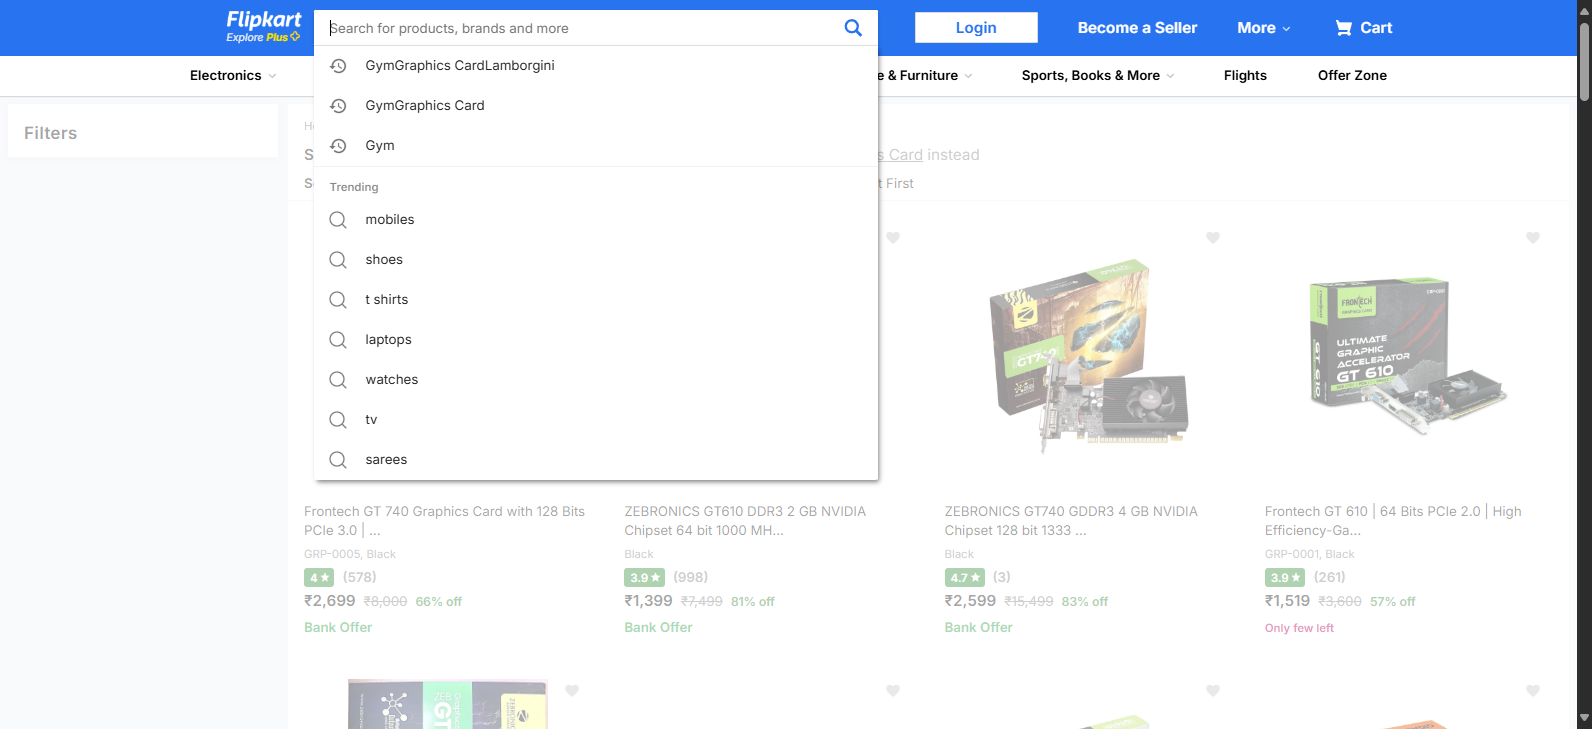 Flipkart
Explore Plus
Search for products, brands and more
Login
Become a Seller
More
Cart
Electronics
e & Furniture
Sports, Books & More
Flights
Offer Zone
GymGraphics CardLamborgini
GymGraphics Card
Gym
Trending
mobiles
shoes
t shirts
laptops
watches
tv
sarees
Filters
s Card instead
t First
GT740
FRONTECH
ULTIMATE
GRAPHIC
ACCELERATOR
GT 610
GT 610
Frontech GT 740 Graphics Card with 128 Bits
PCIe 3.0 | ...
GRP-0005, Black
4 ★ (578)
₹2,699 ₹8,000 66% off
Bank Offer
ZEBRONICS GT610 DDR3 2 GB NVIDIA
Chipset 64 bit 1000 MH...
Black
3.9 ★ (998)
₹1,399 ₹7,499 81% off
Bank Offer
ZEBRONICS GT740 GDDR3 4 GB NVIDIA
Chipset 128 bit 1333 ...
Black
4.7 ★ (3)
₹2,599 ₹15,499 83% off
Bank Offer
Frontech GT 610 | 64 Bits PCIe 2.0 | High
Efficiency-Ga...
GRP-0001, Black
3.9 ★ (261)
₹1,519 ₹3,600 57% off
Only few left